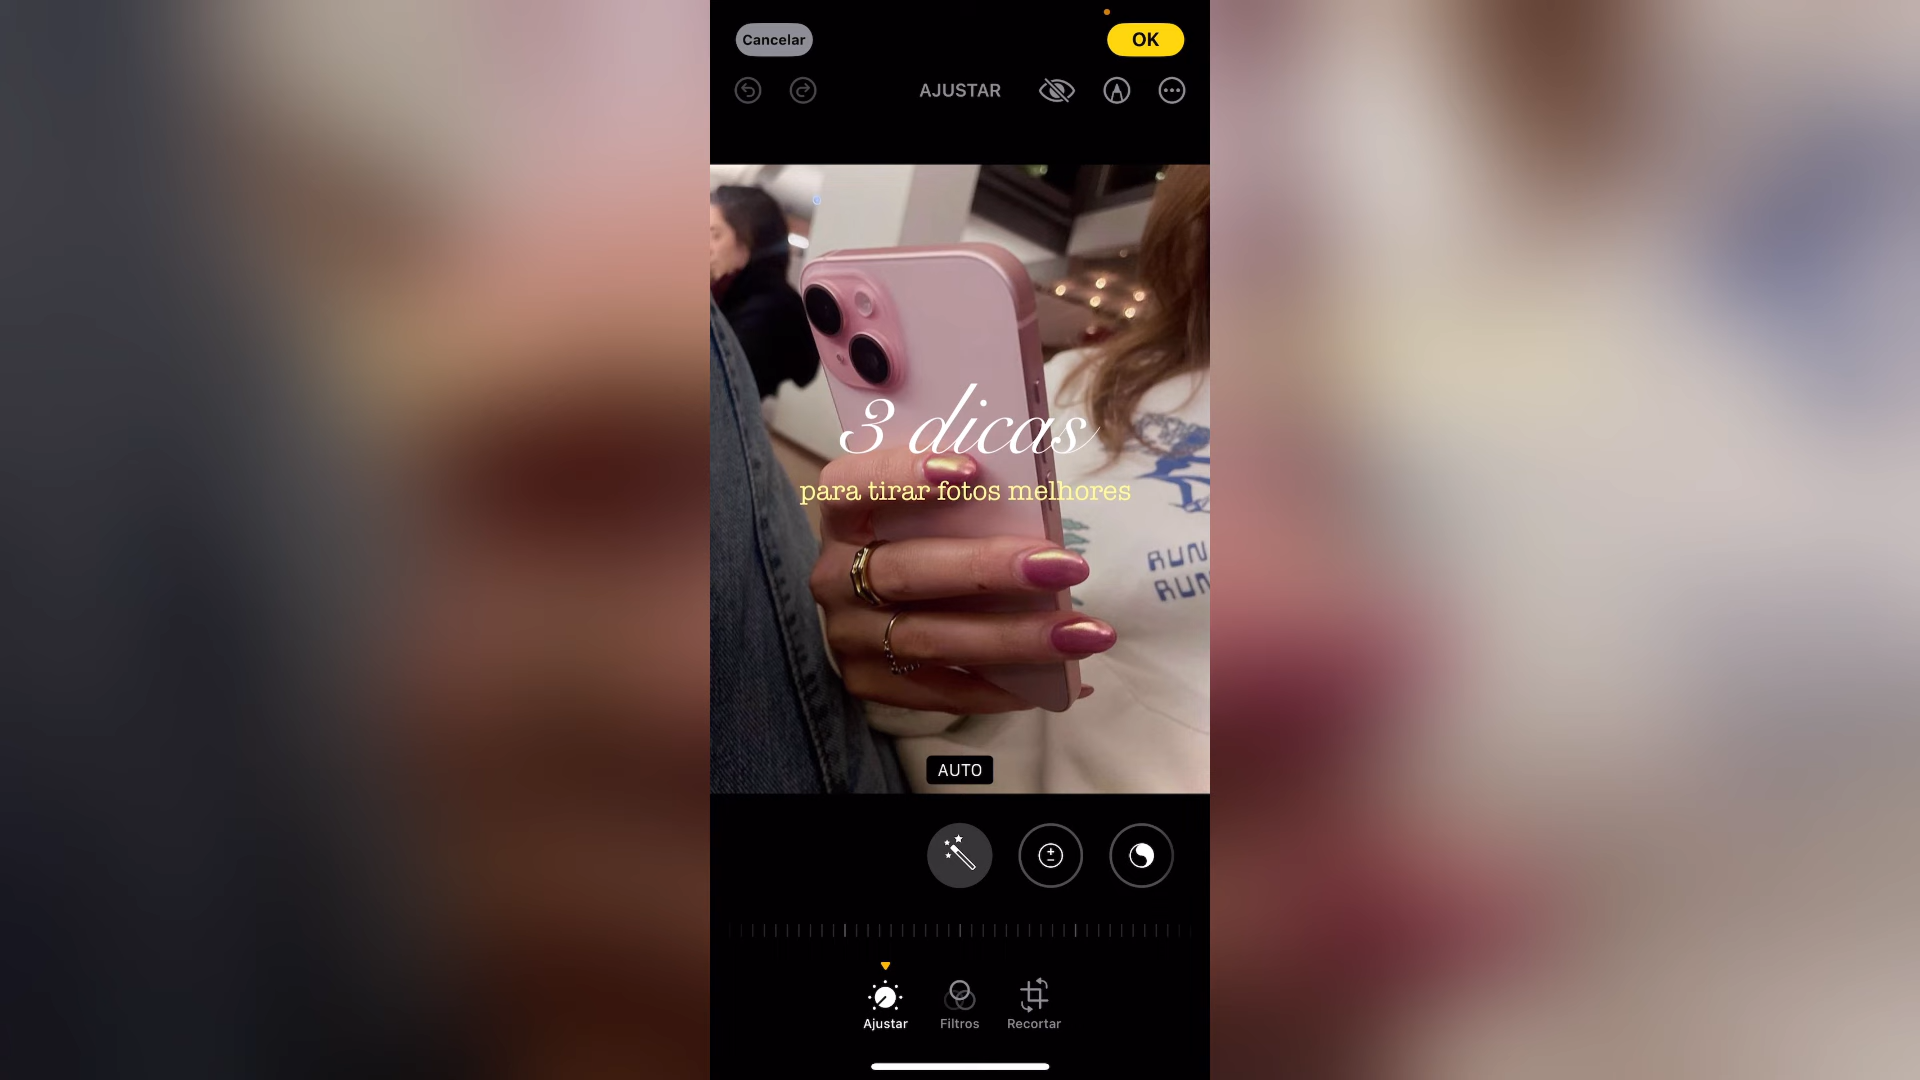 Cancelar
OK
AJUSTAR
3 dicas
para tirar fotos melhores
RUN
RUN
AUTO
Ajustar
Filtros
Recortar